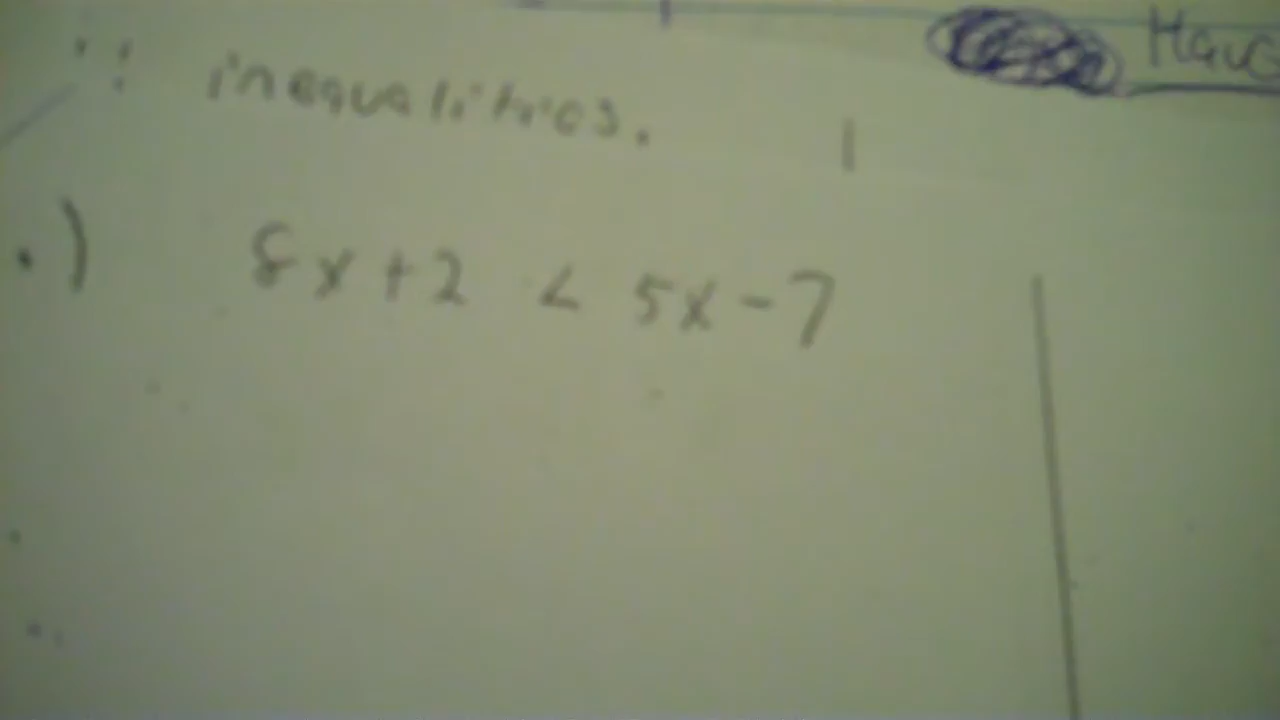 inequalities.
.) 8x + 2 < 5x - 7